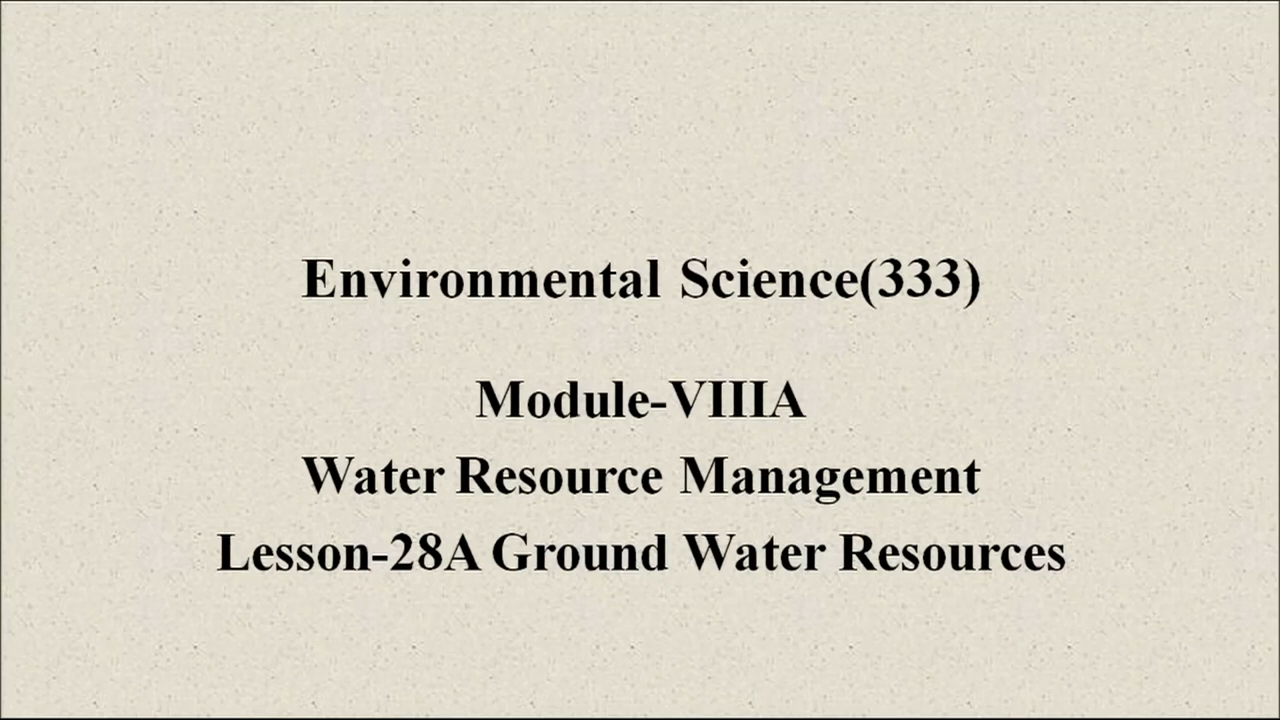 Environmental Science(333)
Module-VIIIA
Water Resource Management
Lesson-28A Ground Water Resources